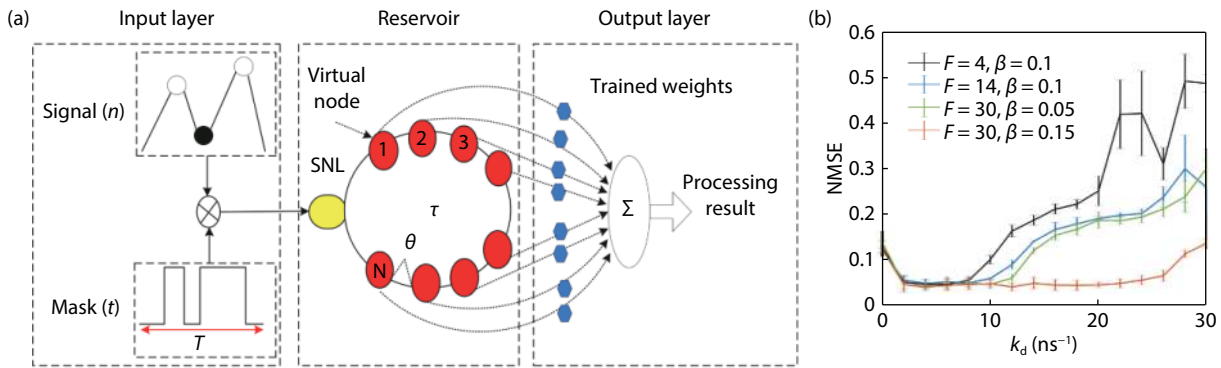 (a)
Input layer
Reservoir
Output layer
Signal (n)
Mask (t)
T
Virtual
node
SNL
1
2
3
N
τ
θ
Trained weights
Σ
Processing
result
(b)
F = 4, β = 0.1
F = 14, β = 0.1
F = 30, β = 0.05
F = 30, β = 0.15
NMSE
0.6
0.5
0.4
0.3
0.2
0.1
0
0
10
20
30
kd (ns⁻¹)